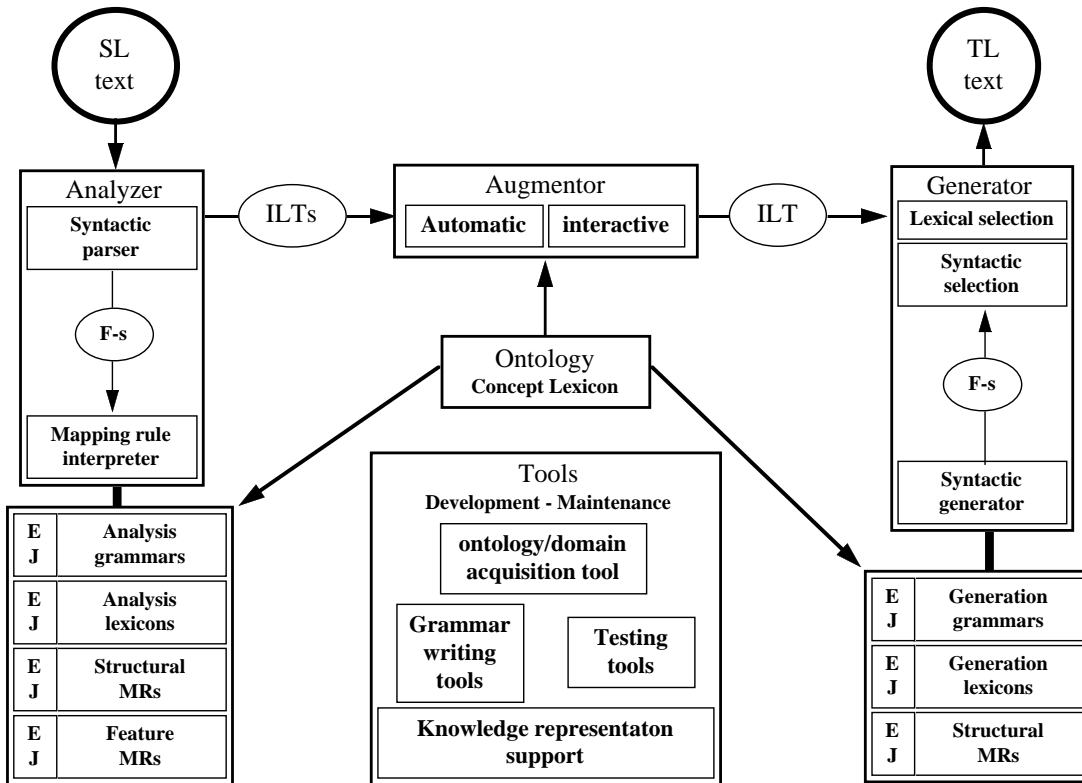 SL
text
TL
text
Analyzer
Syntactic
parser
F-s
Mapping rule
interpreter
E
J
Analysis
grammars
E
J
Analysis
lexicons
E
J
Structural
MRs
E
J
Feature
MRs
ILTs
Augmentor
Automatic
interactive
ILT
Ontology
Concept Lexicon
Tools
Development - Maintenance
ontology/domain
acquisition tool
Grammar
writing
tools
Testing
tools
Knowledge representaton
support
Generator
Lexical selection
Syntactic
selection
F-s
Syntactic
generator
E
J
Generation
grammars
E
J
Generation
lexicons
E
J
Structural
MRs